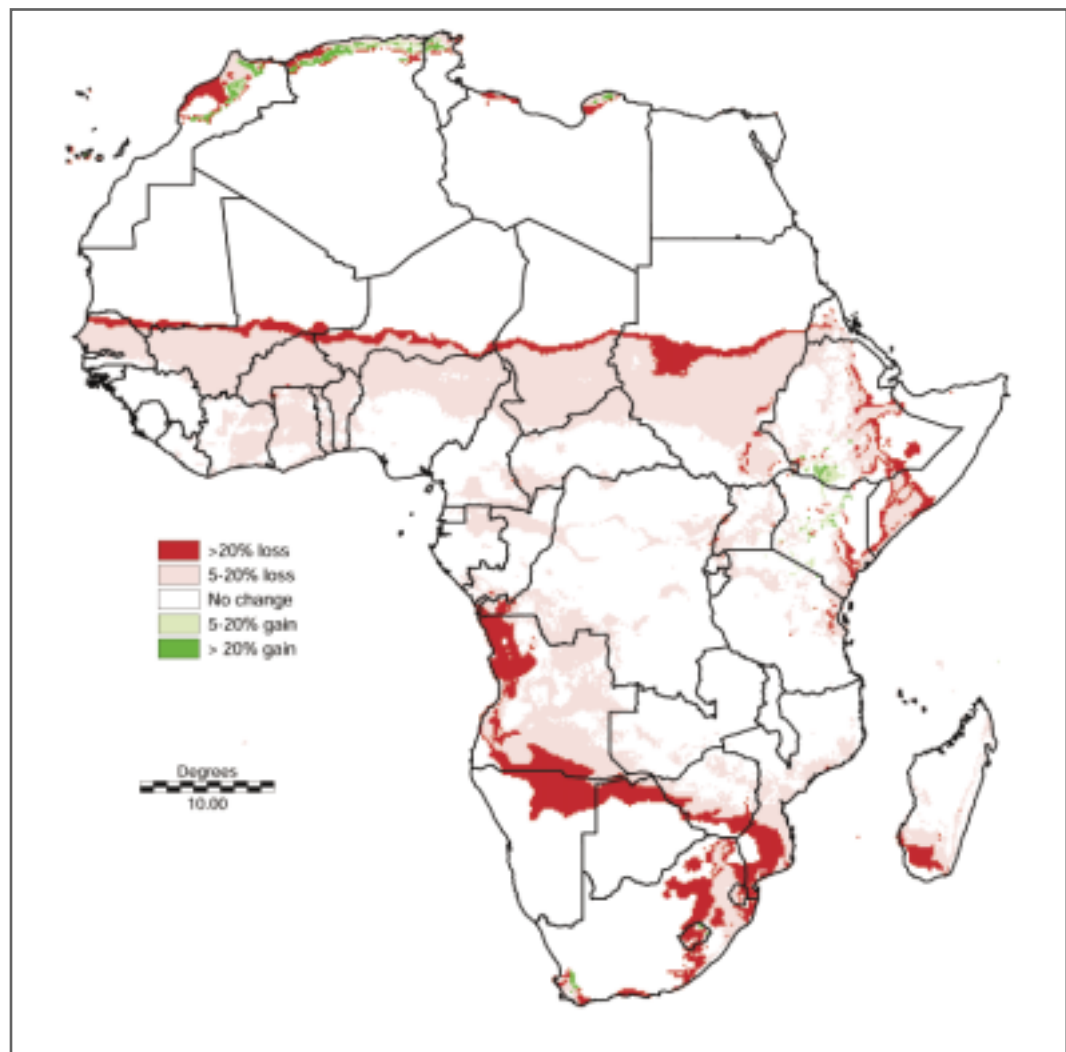 >20% loss
5-20% loss
No change
5-20% gain
> 20% gain
Degrees
10.00